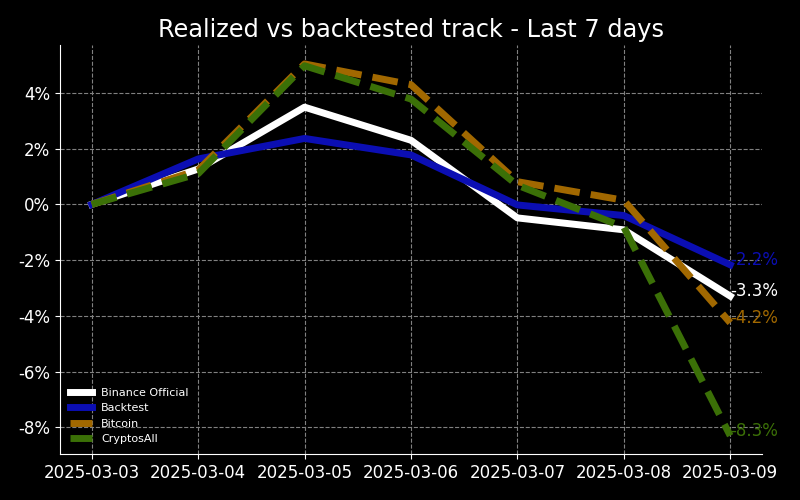 Realized vs backtested track - Last 7 days
4%
2%
0%
-2%
-4%
-6%
-8%
-2.2%
-3.3%
-4.2%
-8.3%
Binance Official
Backtest
Bitcoin
CryptosAll
2025-03-03 2025-03-04 2025-03-05 2025-03-06 2025-03-07 2025-03-08 2025-03-09